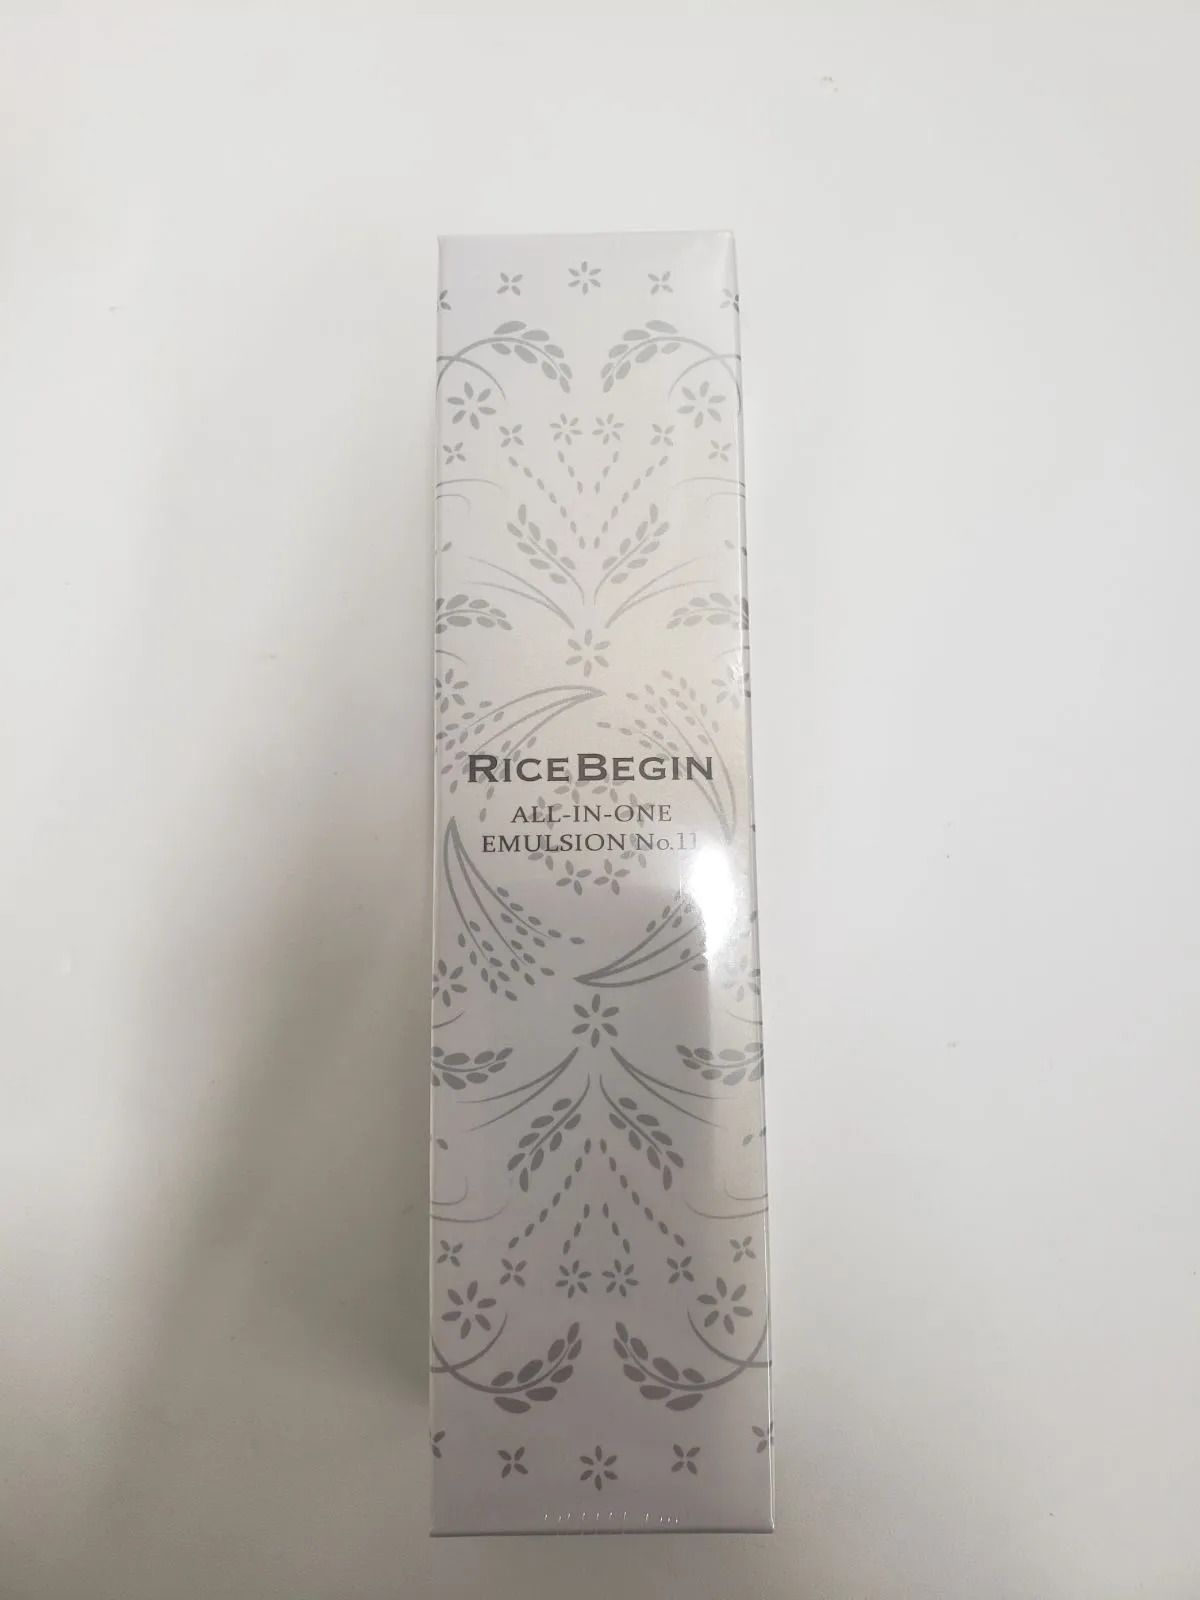 RICEBEGIN
ALL-IN-ONE
EMULSION No.11